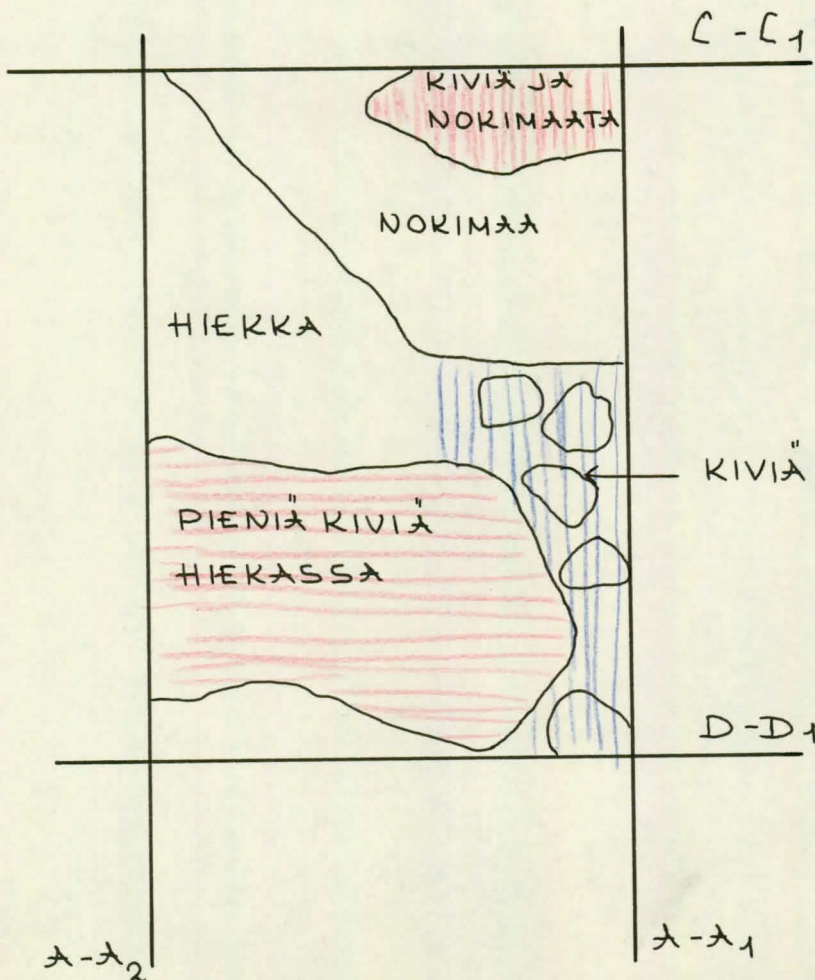 C-C1
KIVIÄ JA
NOKIMAATA
NOKIMAA
HIEKKA
KIVIÄ
PIENIÄ KIVIÄ
HIEKASSA
D-D1
A-A2
A-A1